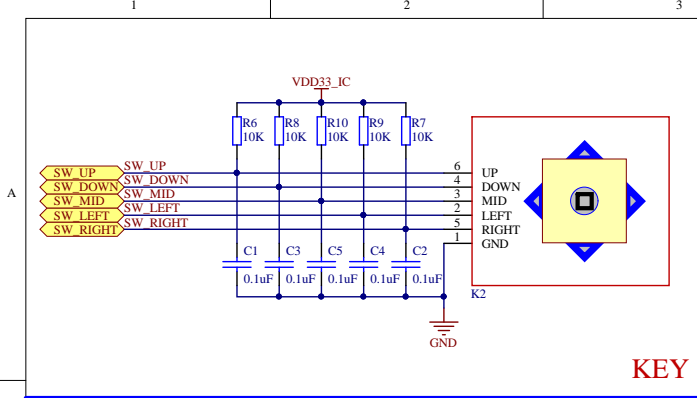 1 2 3
VDD33_IC
R6 R8 R10 R9 R7
10K 10K 10K 10K 10K
A
SW_UP SW_UP 6 UP
SW_DOWN SW_DOWN 4 DOWN
SW_MID SW_MID 3 MID
SW_LEFT SW_LEFT 2 LEFT
SW_RIGHT SW_RIGHT 5 RIGHT
1 GND
C1 C3 C5 C4 C2
0.1uF 0.1uF 0.1uF 0.1uF 0.1uF
K2
GND
KEY